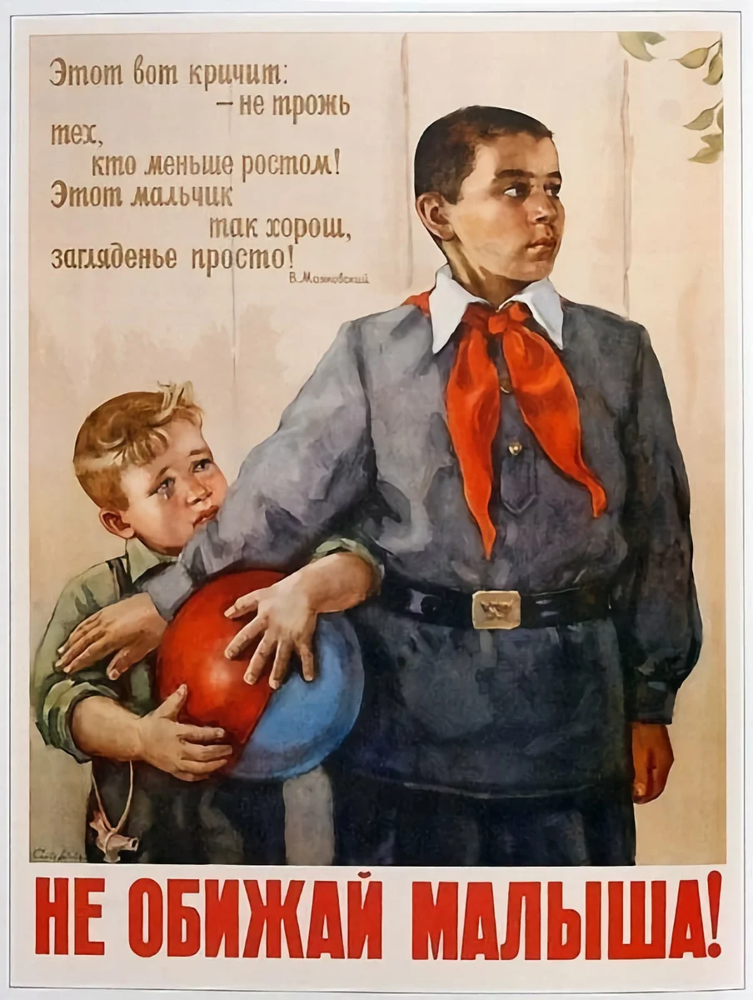 Этот вот кричит:
– не трожь
тех,
кто меньше ростом!
Этот мальчик
так хорош,
загляденье просто!
В. Маяковский
НЕ ОБИЖАЙ МАЛЫША!